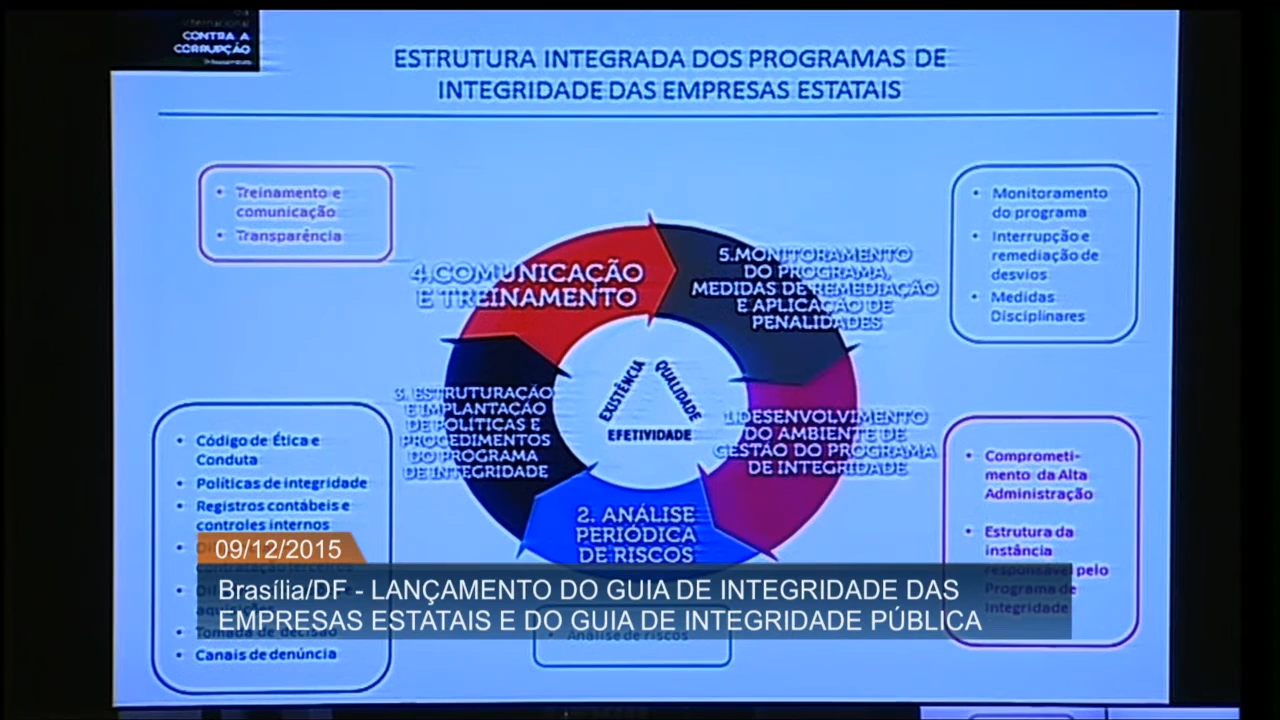 CONTRA A
CORRUPÇÃO
ESTRUTURA INTEGRADA DOS PROGRAMAS DE
INTEGRIDADE DAS EMPRESAS ESTATAIS
• Treinamento e
comunicação
• Transparência
• Monitoramento
do programa
• Interrupção e
remediação de
desvios
• Medidas
Disciplinares
4.COMUNICAÇÃO
E TREINAMENTO
5.MONITORAMENTO
DO PROGRAMA,
MEDIDAS DE REMEDIAÇÃO
E APLICAÇÃO DE
PENALIDADES
3. ESTRUTURAÇÃO
E IMPLANTAÇÃO
DE POLÍTICAS E
PROCEDIMENTOS
DO PROGRAMA
DE INTEGRIDADE
EXISTÊNCIA
QUALIDADE
EFETIVIDADE
1.DESENVOLVIMENTO
DO AMBIENTE DE
GESTÃO DO PROGRAMA
DE INTEGRIDADE
2. ANÁLISE
PERIÓDICA
DE RISCOS
• Código de Ética e
Conduta
• Políticas de integridade
• Registros contábeis e
controles internos
• Tomada de decisão
• Canais de denúncia
• Comprometi-
mento da Alta
Administração
• Estrutura da
instância
responsável pelo
Programa de
Integridade
• Análise de riscos
09/12/2015
Brasília/DF - LANÇAMENTO DO GUIA DE INTEGRIDADE DAS
EMPRESAS ESTATAIS E DO GUIA DE INTEGRIDADE PÚBLICA